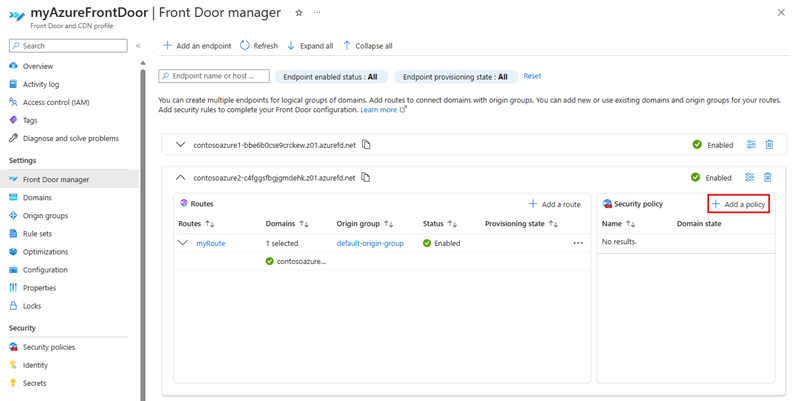 myAzureFrontDoor | Front Door manager
Front Door and CDN profile
Search
Overview
Activity log
Access control (IAM)
Tags
Diagnose and solve problems
Settings
Front Door manager
Domains
Origin groups
Rule sets
Optimizations
Configuration
Properties
Locks
Security
Security policies
Identity
Secrets
Add an endpoint Refresh Expand all Collapse all
Endpoint name or host ... Endpoint enabled status : All Endpoint provisioning state : All Reset
You can create multiple endpoints for logical groups of domains. Add routes to connect domains with origin groups. You can add new or use existing domains and origin groups for your routes.
Add security rules to complete your Front Door configuration. Learn more
contosoazure1-bbe6b0cse9crckew.z01.azurefd.net Enabled
contosoazure2-c4fggsfbgjgmdehk.z01.azurefd.net Enabled
Routes Add a route
Routes Domains Origin group Status Provisioning state
myRoute 1 selected default-origin-group Enabled
contosoazure...
Security policy Add a policy
Name Domain state
No results.